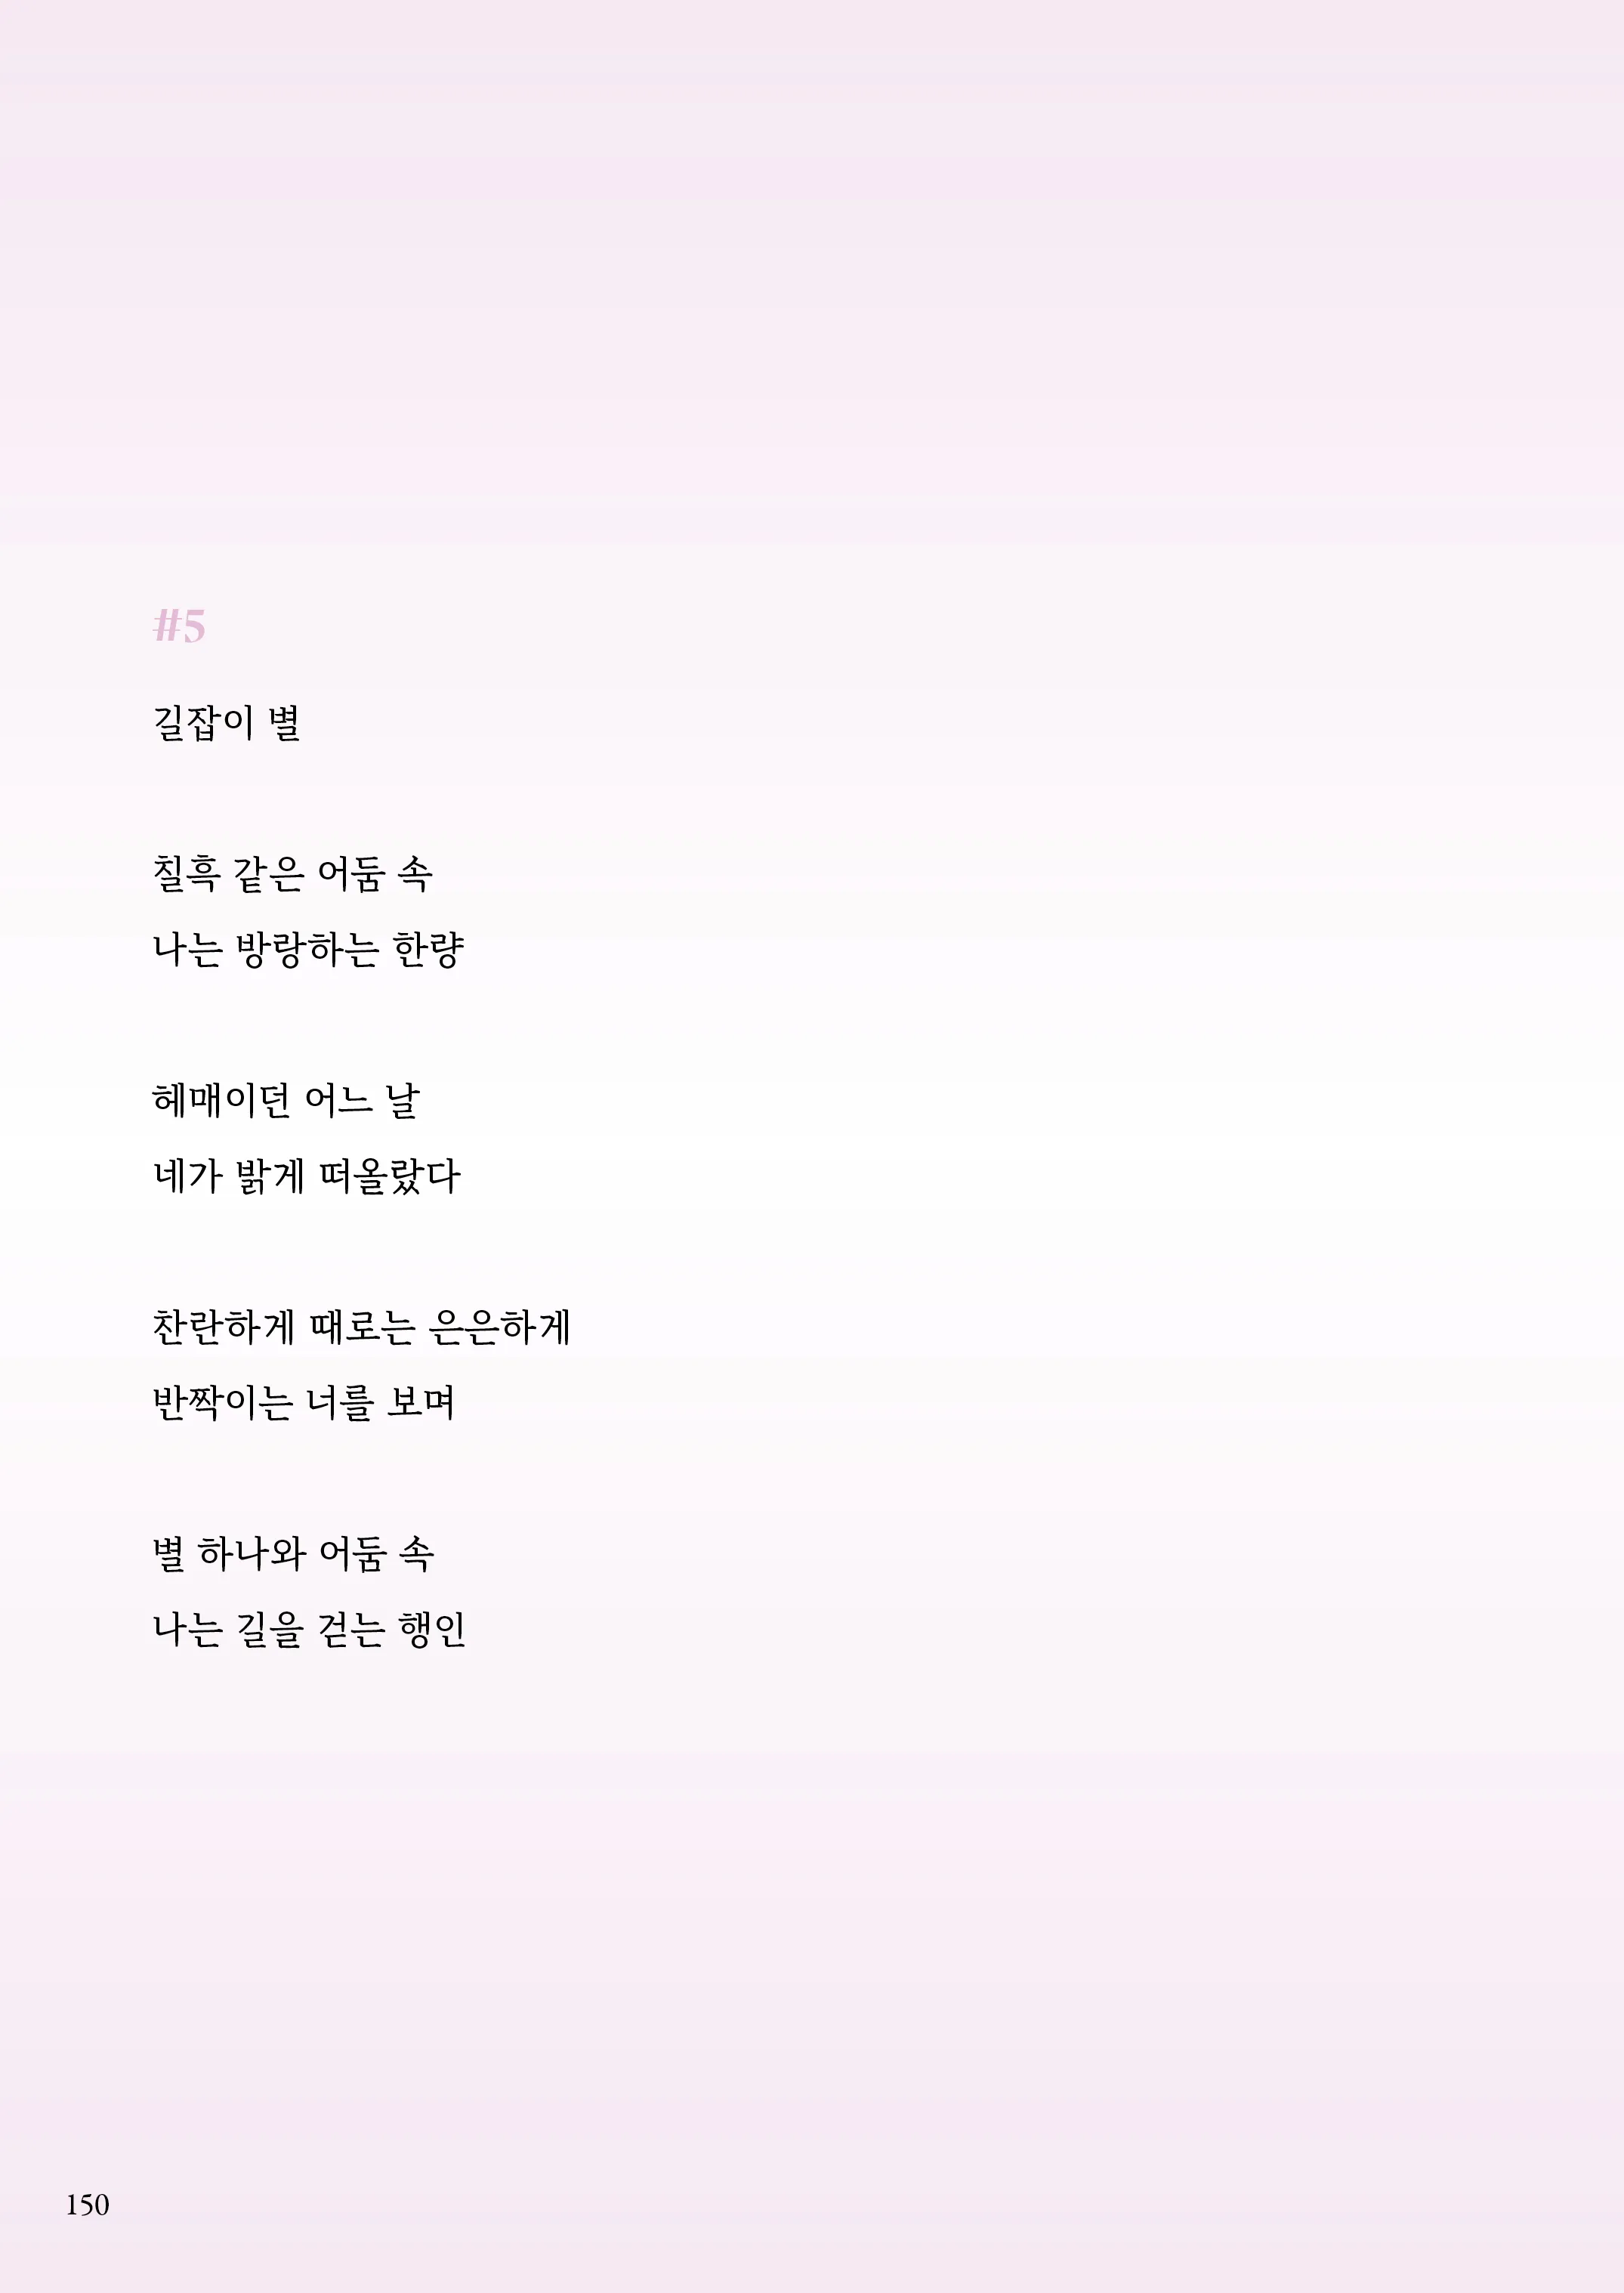 #5
길잡이 별
칠흑 같은 어둠 속
나는 방랑하는 한량
헤매이던 어느 날
네가 밝게 떠올랐다
찬란하게 때로는 은은하게
반짝이는 너를 보며
별 하나와 어둠 속
나는 길을 걷는 행인
150